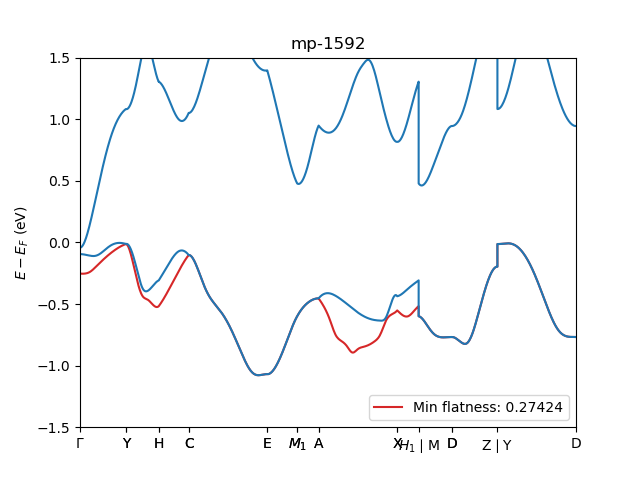 mp-1592
1.5
1.0
0.5
0.0
−0.5
−1.0
−1.5
E − E_F (eV)
Min flatness: 0.27424
Γ Y H C E M₁ A X H₁ | M D Z | Y D